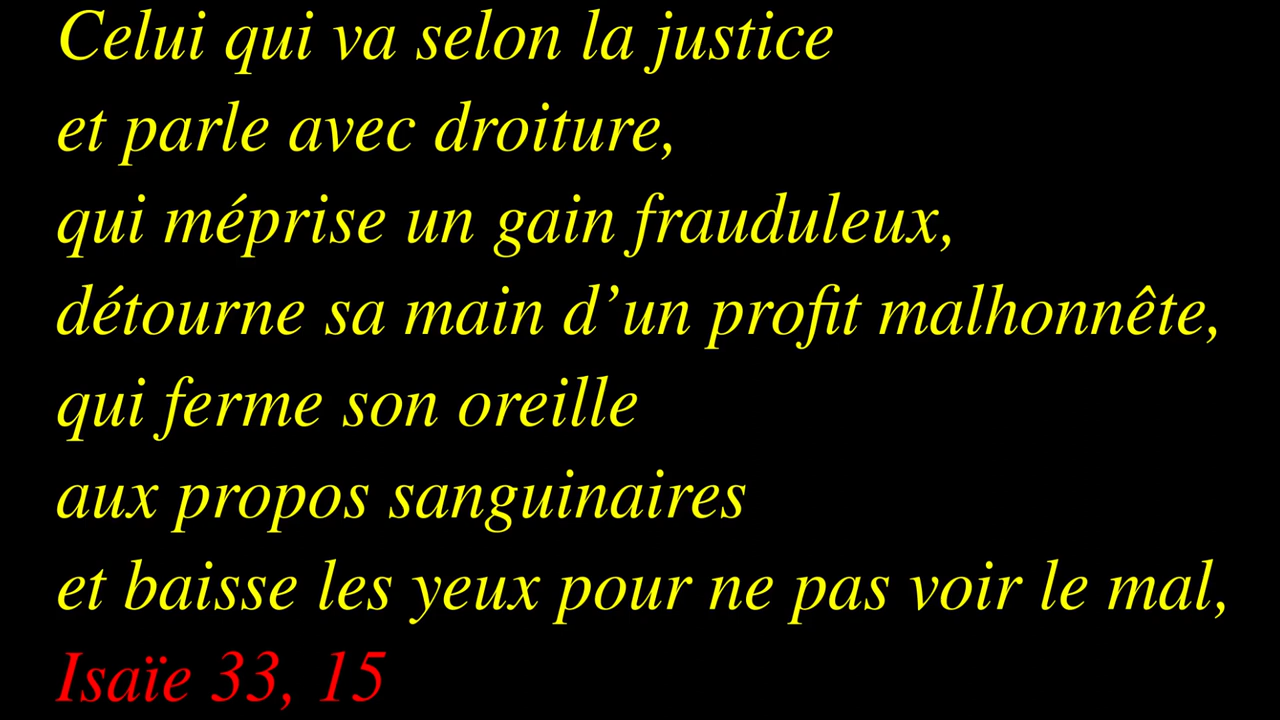 Celui qui va selon la justice
et parle avec droiture,
qui méprise un gain frauduleux,
détourne sa main d’un profit malhonnête,
qui ferme son oreille
aux propos sanguinaires
et baisse les yeux pour ne pas voir le mal,
Isaïe 33, 15